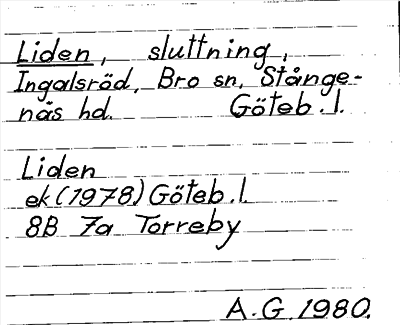 Liden, sluttning,
Ingalsröd, Bro sn, Stånge-
näs hd. Göteb. l.
Liden
ek (1978) Göteb. l.
8B 7a Torreby
A.G. 1980.